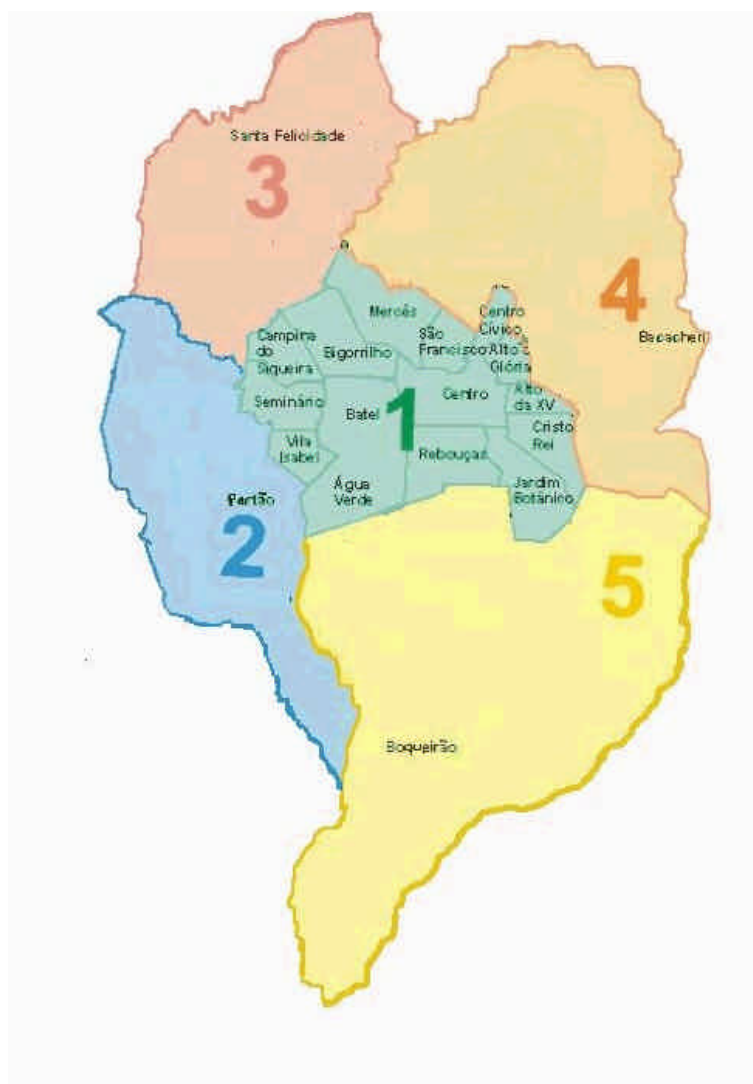 Santa Felicidade
3
4
Mercês
Centro
Cívico
São
Francisco
Alto
Glória
Bacacheri
Campina
do
Siqueira
Bigorrilho
Seminário
Batel
1
Centro
Alto
da XV
Cristo
Rei
Vila
Isabel
Rebouças
Água
Verde
Jardim
Botânico
Portão
2
5
Boqueirão